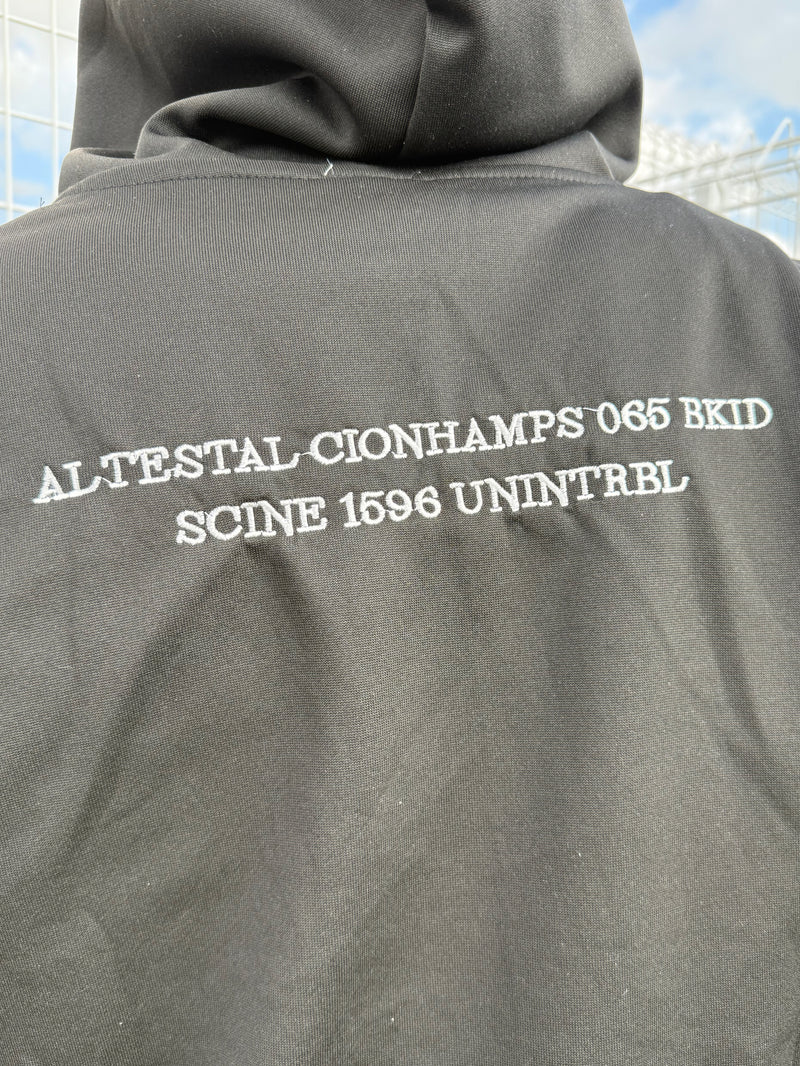 ALTESTAL CIONHAMPS 065 BKID
SCINE 1596 UNINTRBL